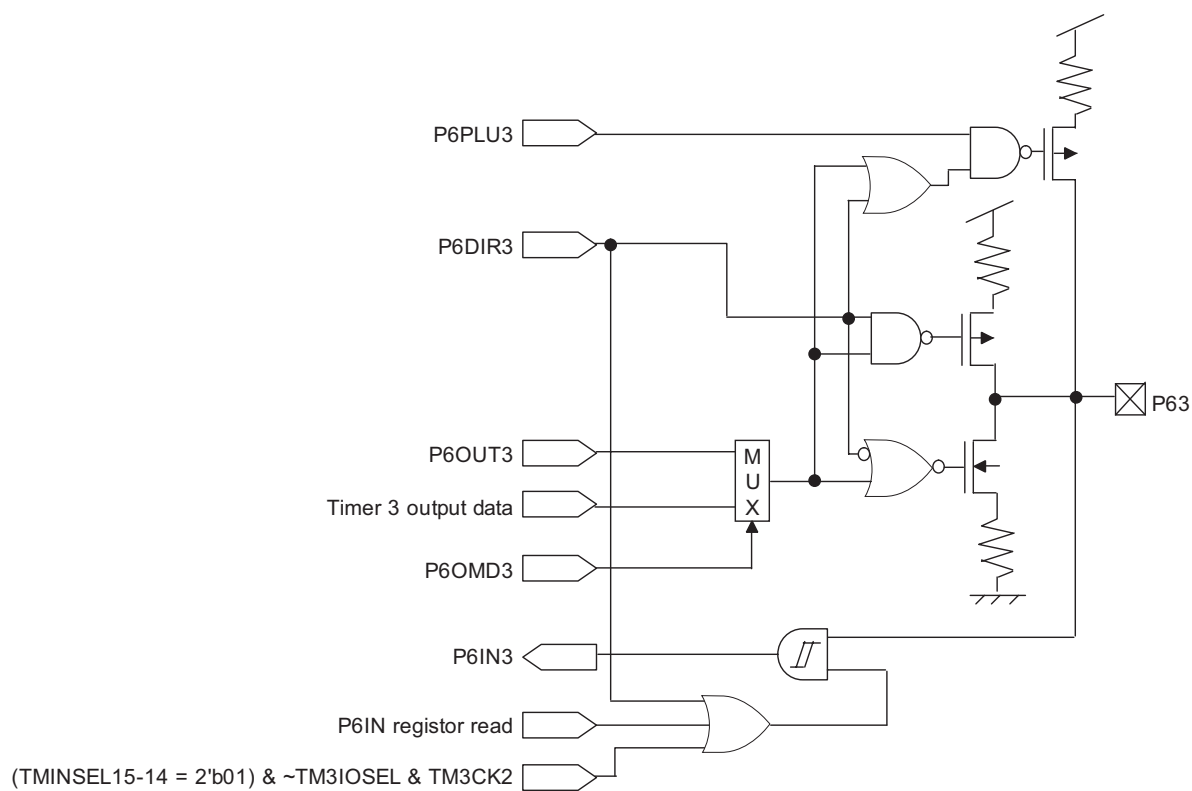 P6PLU3
P6DIR3
P63
P6OUT3
Timer 3 output data
P6OMD3
M
U
X
P6IN3
P6IN registor read
(TMINSEL15-14 = 2'b01) & ~TM3IOSEL & TM3CK2